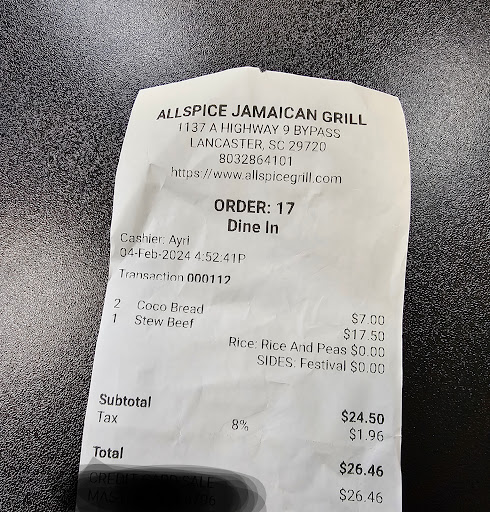 ALLSPICE JAMAICAN GRILL
1137 A HIGHWAY 9 BYPASS
LANCASTER, SC 29720
8032864101
https://www.allspicegrill.com
ORDER: 17
Dine In
Cashier: Ayri
04-Feb-2024 4:52:41P
Transaction 000112
2 Coco Bread $7.00
1 Stew Beef $17.50
Rice: Rice And Peas $0.00
SIDES: Festival $0.00
Subtotal $24.50
Tax 8% $1.96
Total $26.46
CREDIT CARD SALE $26.46